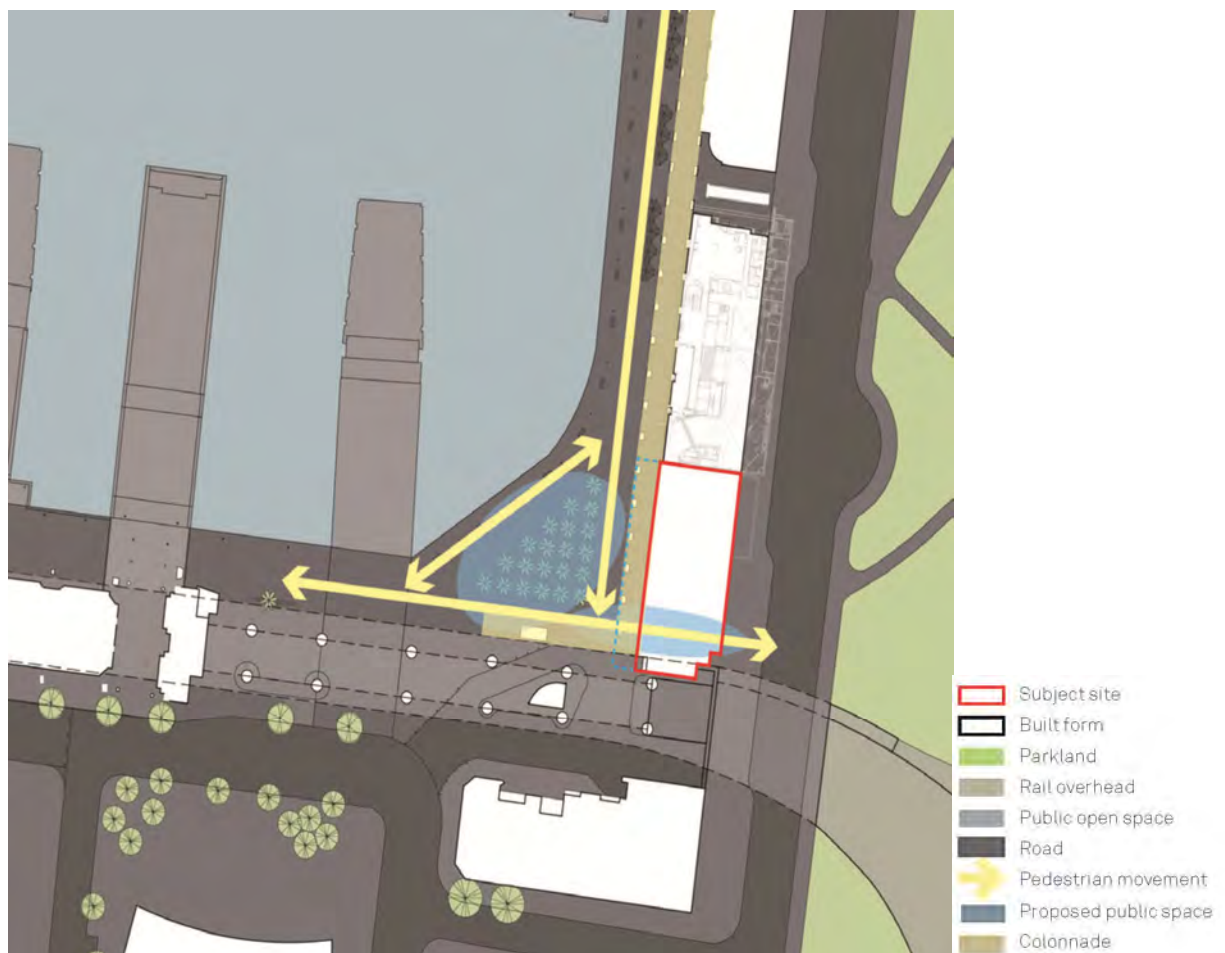 Subject site
Built form
Parkland
Rail overhead
Public open space
Road
Pedestrian movement
Proposed public space
Colonnade